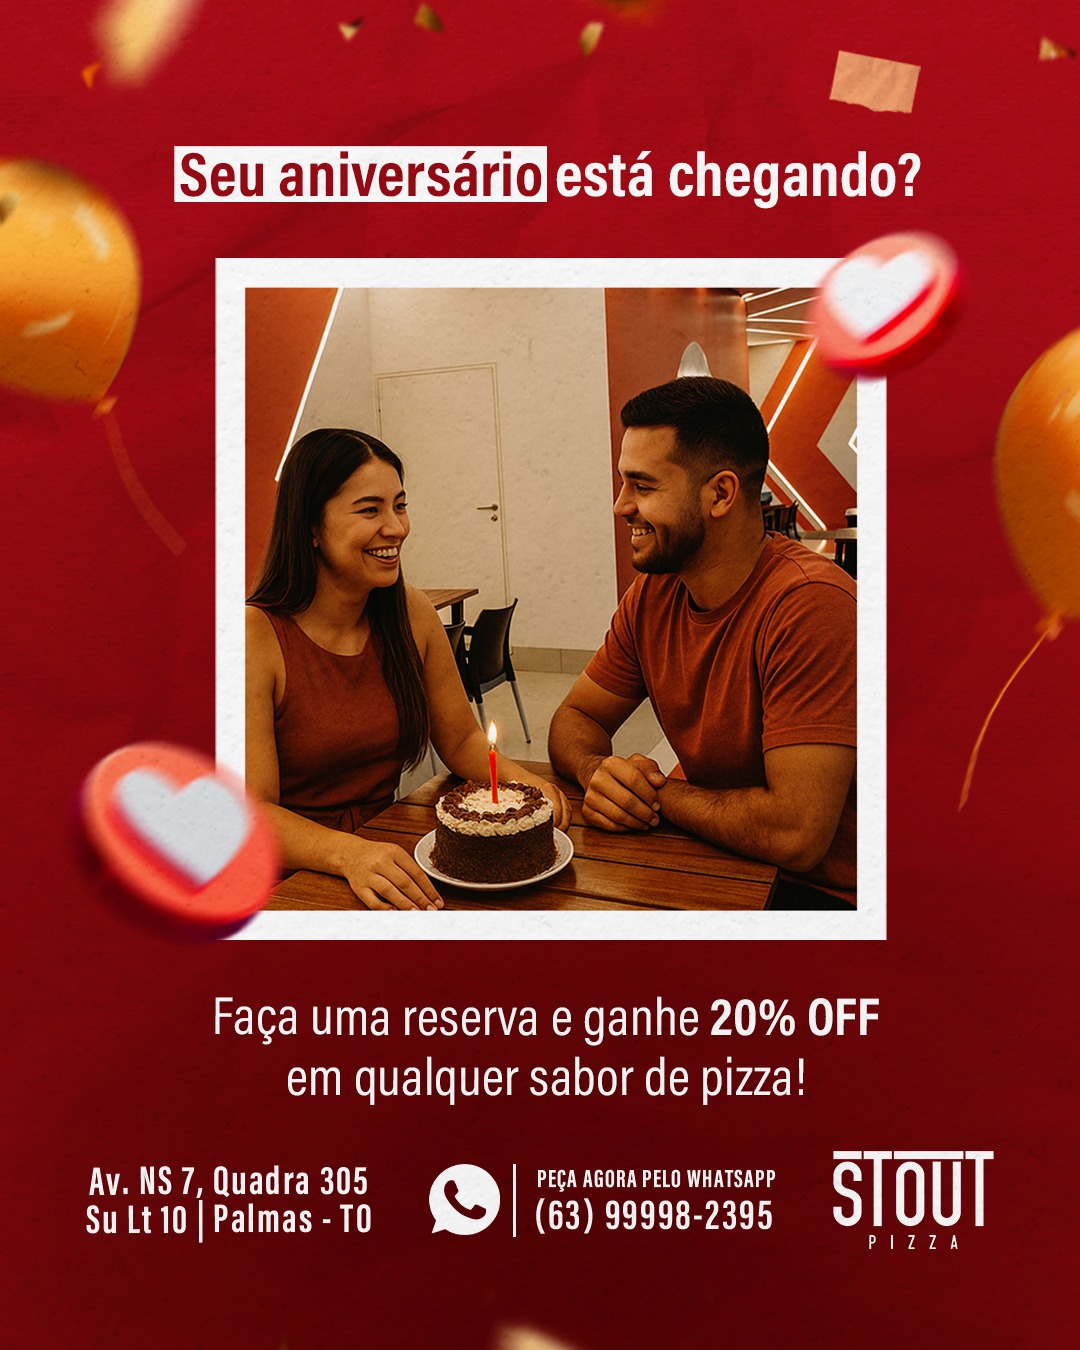 Seu aniversário está chegando?
Faça uma reserva e ganhe 20% OFF
em qualquer sabor de pizza!
Av. NS 7, Quadra 305
Su Lt 10 | Palmas - TO
PEÇA AGORA PELO WHATSAPP
(63) 99998-2395
STOUT
PIZZA